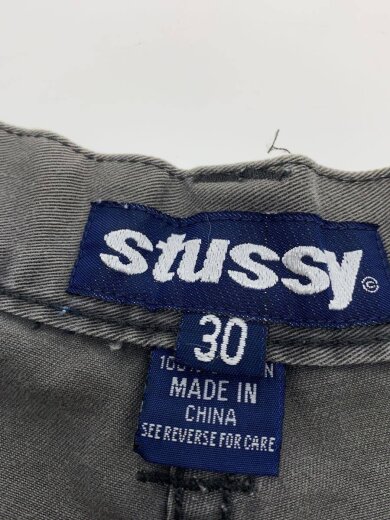 stussy ©
30
MADE IN
CHINA
SEE REVERSE FOR CARE